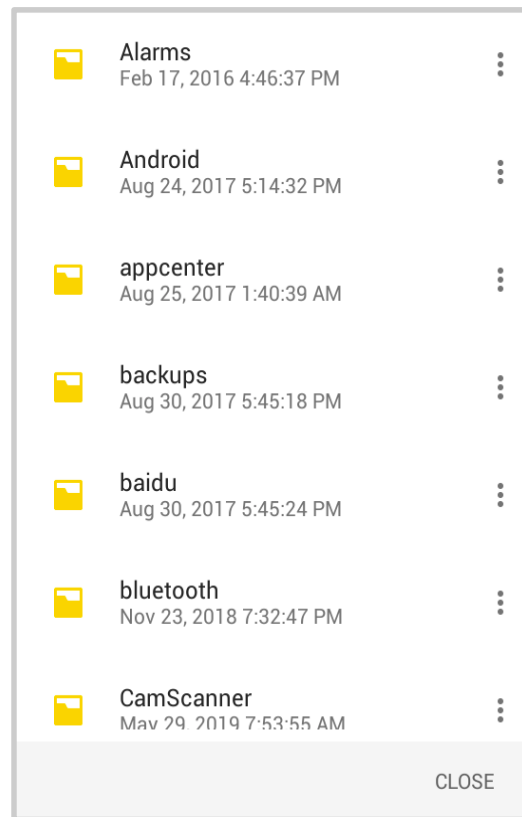 Alarms
Feb 17, 2016 4:46:37 PM
Android
Aug 24, 2017 5:14:32 PM
appcenter
Aug 25, 2017 1:40:39 AM
backups
Aug 30, 2017 5:45:18 PM
baidu
Aug 30, 2017 5:45:24 PM
bluetooth
Nov 23, 2018 7:32:47 PM
CamScanner
May 29, 2019 7:53:55 AM
CLOSE